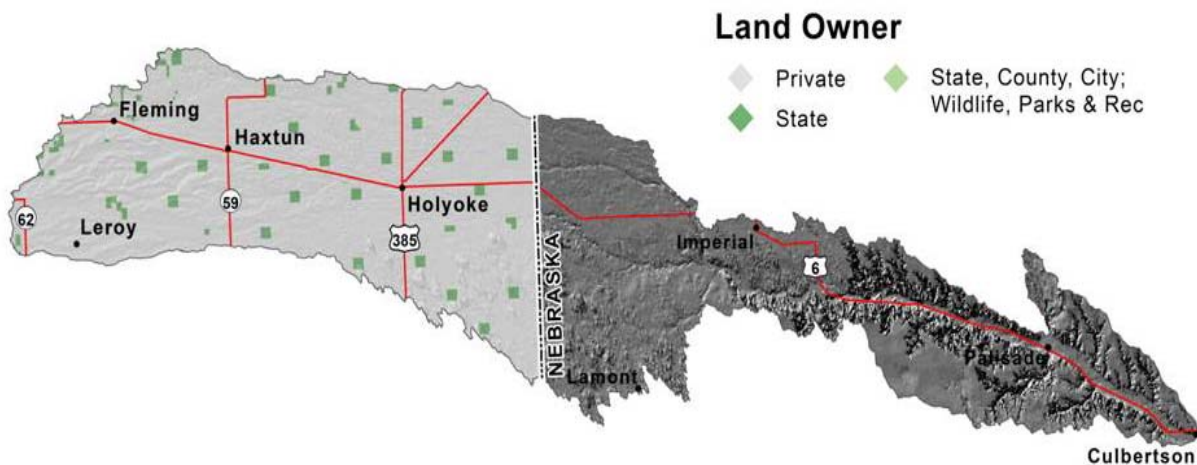 Land Owner
Private
State
State, County, City;
Wildlife, Parks & Rec
Fleming
Haxtun
Holyoke
Leroy
62
59
385
NEBRASKA
Imperial
6
Lamont
Palisade
Culbertson